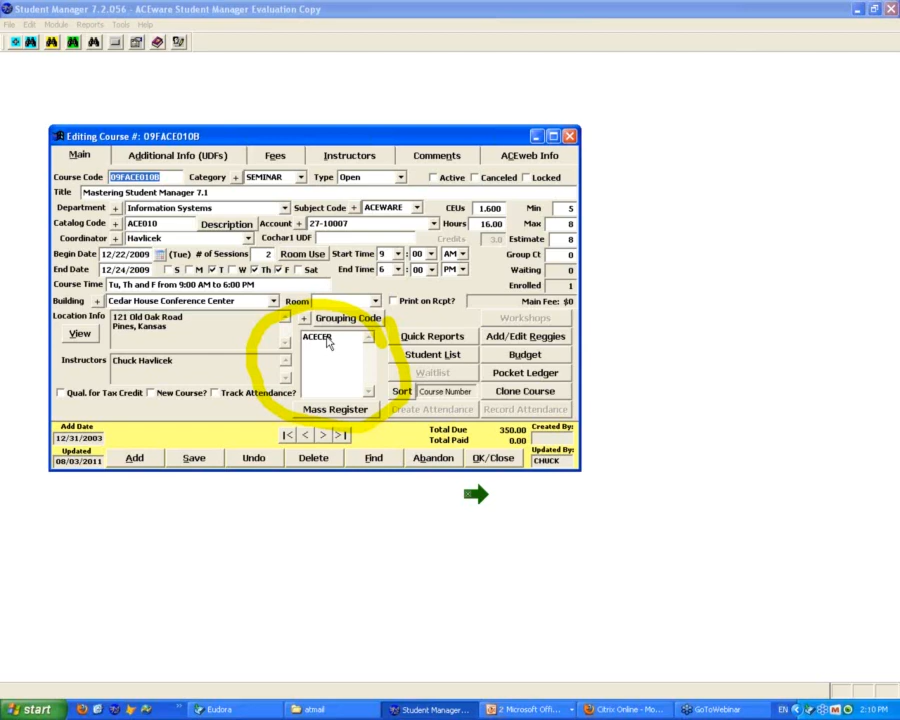 Student Manager 7.2.056 - ACEware Student Manager Evaluation Copy
File Edit Module Reports Tools Help
Editing Course #: 09FACE010B
Main Additional Info (UDFs) Fees Instructors Comments ACEweb Info
Course Code 09FACE010B Category + SEMINAR Type Open Active Canceled Locked
Title Mastering Student Manager 7.1
Department + Information Systems Subject Code + ACEWARE CEUs 1.600 Min 5
Catalog Code + ACE010 Description Account + 27-10007 Hours 16.00 Max 8
Coordinator + Havlicek Cochar1 UDF Credits 3.0 Estimate 8
Begin Date 12/22/2009 (Tue) # of Sessions 2 Room Use Start Time 9 : 00 AM Group Ct 0
End Date 12/24/2009 S M T W Th F Sat End Time 6 : 00 PM Waiting 0
Course Time Tu, Th and F from 9:00 AM to 6:00 PM Enrolled 1
Building + Cedar House Conference Center Room Print on Rcpt? Main Fee: $0
Location Info 121 Old Oak Road + Grouping Code Workshops
Pines, Kansas
View ACECER Quick Reports Add/Edit Reggies
Student List Budget
Instructors Chuck Havlicek Waitlist Pocket Ledger
Qual. for Tax Credit New Course? Track Attendance? Sort Course Number Clone Course
Mass Register Create Attendance Record Attendance
Add Date Total Due 350.00 Created By:
12/31/2003 |< < > >| Total Paid 0.00
Updated Updated By:
08/03/2011 Add Save Undo Delete Find Abandon OK/Close CHUCK
start Eudora atmail Student Manager... 2 Microsoft Offi... Citrix Online - Mo... GoToWebinar EN 2:10 PM